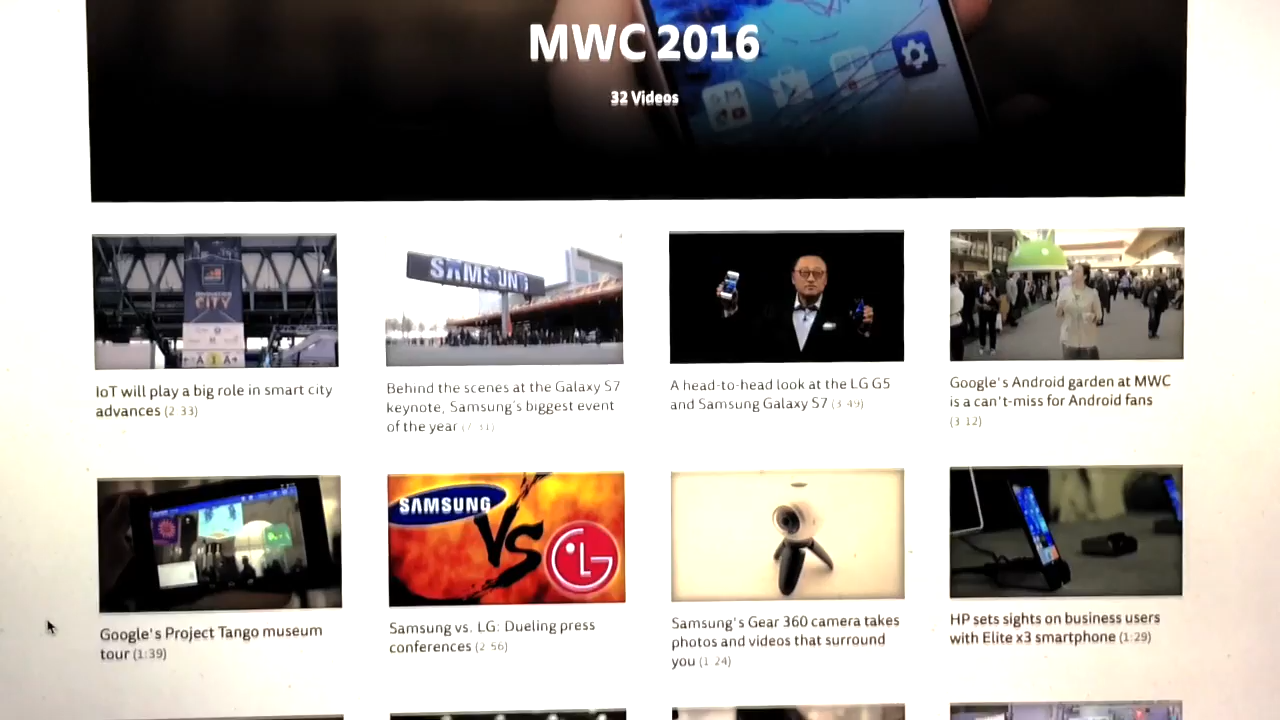 MWC 2016
32 Videos
CITY
SAMSUNG
IoT will play a big role in smart city
advances (2:33)
Behind the scenes at the Galaxy S7
keynote, Samsung's biggest event
of the year
A head-to-head look at the LG G5
and Samsung Galaxy S7 (3:49)
Google's Android garden at MWC
is a can't-miss for Android fans
(3:12)
SAMSUNG
VS
LG
Google's Project Tango museum
tour (1:39)
Samsung vs. LG: Dueling press
conferences (2:56)
Samsung's Gear 360 camera takes
photos and videos that surround
you (1:24)
HP sets sights on business users
with Elite x3 smartphone (1:29)